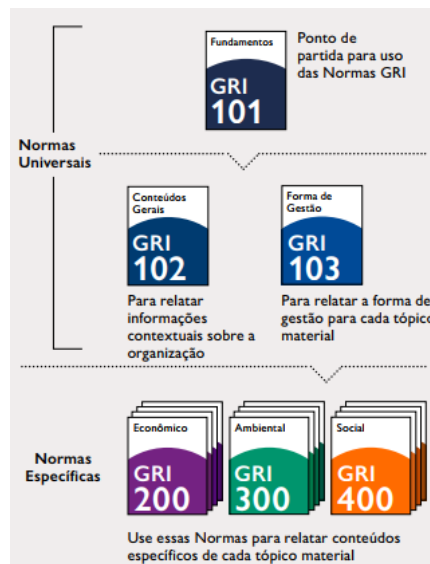 Fundamentos
GRI
101
Ponto de
partida para uso
das Normas GRI
Normas
Universais
Conteúdos
Gerais
GRI
102
Forma de
Gestão
GRI
103
Para relatar
informações
contextuais sobre a
organização
Para relatar a forma de
gestão para cada tópico
material
Normas
Específicas
Econômico
GRI
200
Ambiental
GRI
300
Social
GRI
400
Use essas Normas para relatar conteúdos
específicos de cada tópico material